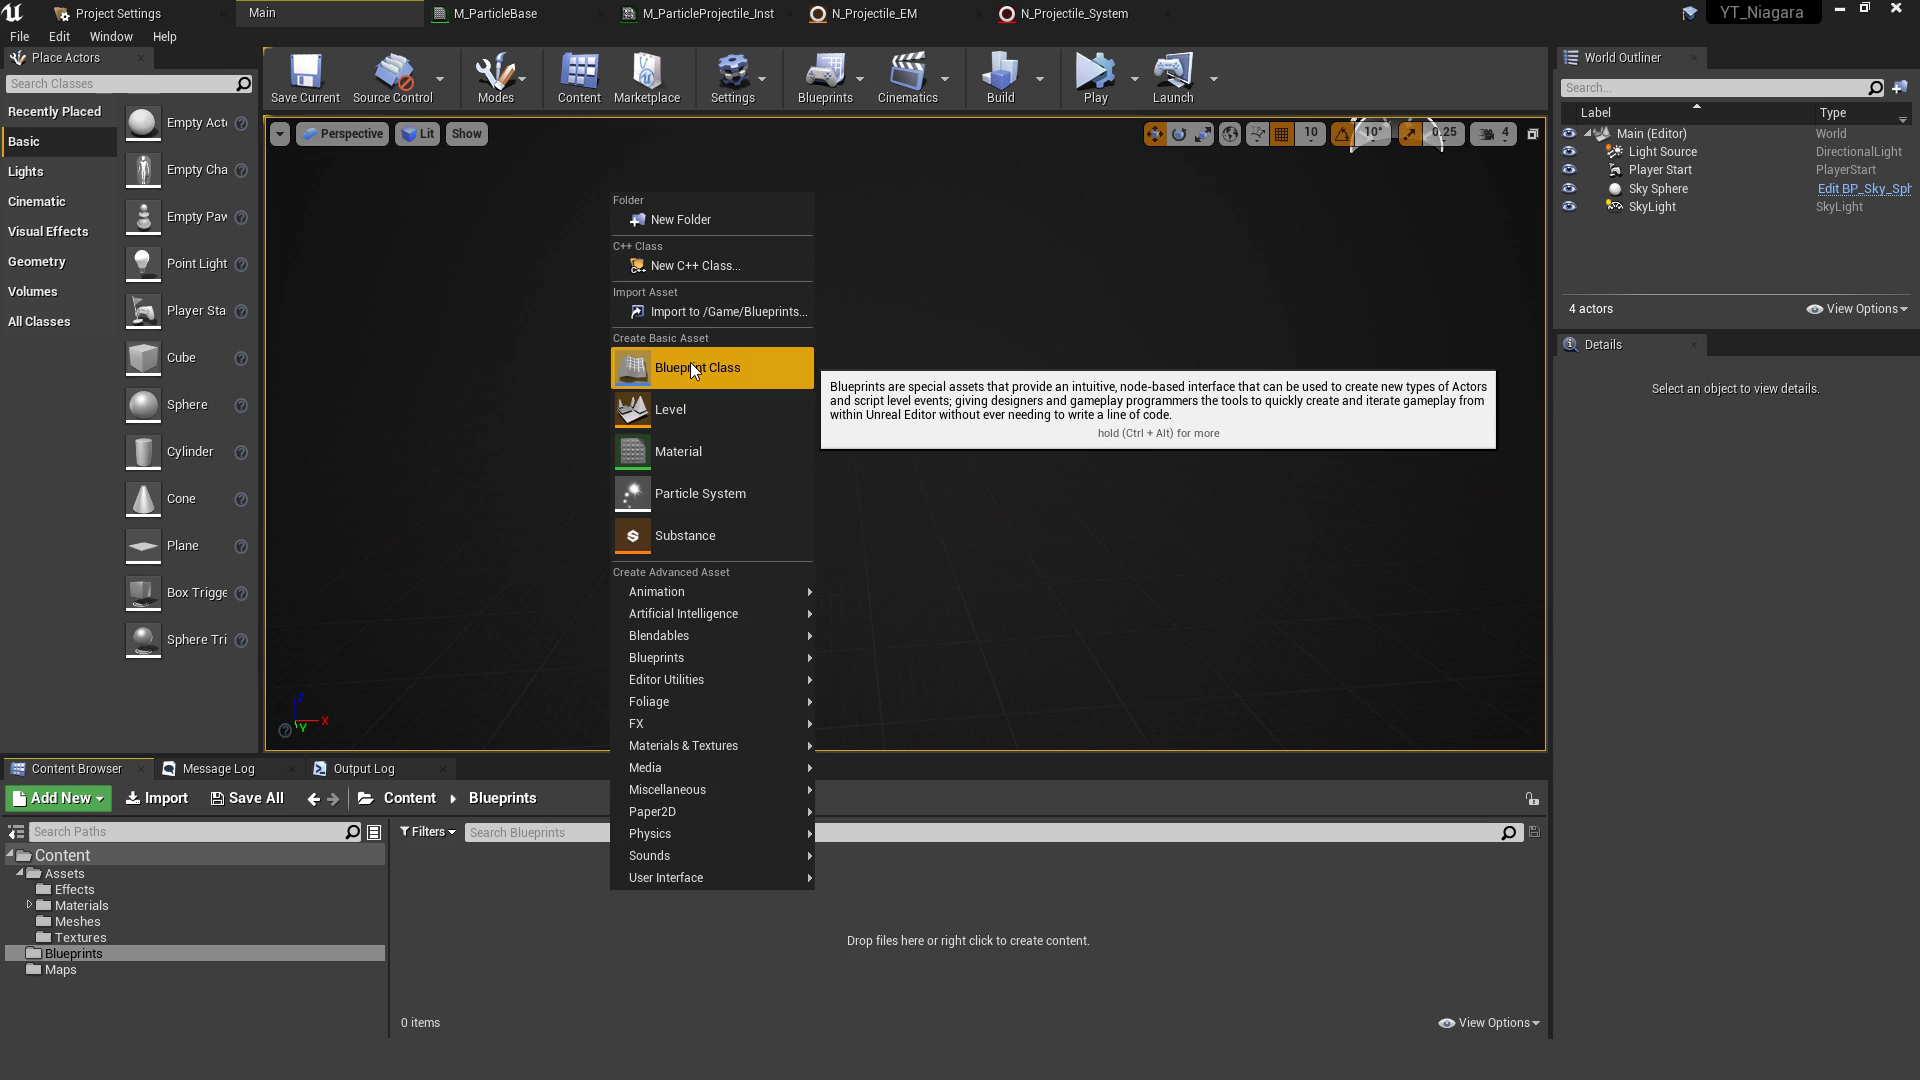 Project Settings
Main
M_ParticleBase
M_ParticleProjectile_Inst
N_Projectile_EM
N_Projectile_System
YT_Niagara
File
Edit
Window
Help
Place Actors
Search Classes
Recently Placed
Basic
Lights
Cinematic
Visual Effects
Geometry
Volumes
All Classes
Empty Acto
Empty Cha
Empty Paw
Point Light
Player Sta
Cube
Sphere
Cylinder
Cone
Plane
Box Trigge
Sphere Tri
Save Current
Source Control
Modes
Content
Marketplace
Settings
Blueprints
Cinematics
Build
Play
Launch
Perspective
Lit
Show
10
10°
0.25
4
Z
X
Y
Folder
New Folder
C++ Class
New C++ Class...
Import Asset
Import to /Game/Blueprints...
Create Basic Asset
Blueprint Class
Level
Material
Particle System
Substance
Create Advanced Asset
Animation
Artificial Intelligence
Blendables
Blueprints
Editor Utilities
Foliage
FX
Materials & Textures
Media
Miscellaneous
Paper2D
Physics
Sounds
User Interface
Blueprints are special assets that provide an intuitive, node-based interface that can be used to create new types of Actors
and script level events; giving designers and gameplay programmers the tools to quickly create and iterate gameplay from
within Unreal Editor without ever needing to write a line of code.
hold (Ctrl + Alt) for more
World Outliner
Search...
Label
Type
Main (Editor)
World
Light Source
DirectionalLight
Player Start
PlayerStart
Sky Sphere
Edit BP_Sky_Sph
SkyLight
SkyLight
4 actors
View Options
Details
Select an object to view details.
Content Browser
Message Log
Output Log
Add New
Import
Save All
Content
Blueprints
Search Paths
Filters
Search Blueprints
Content
Assets
Effects
Materials
Meshes
Textures
Blueprints
Maps
Drop files here or right click to create content.
0 items
View Options